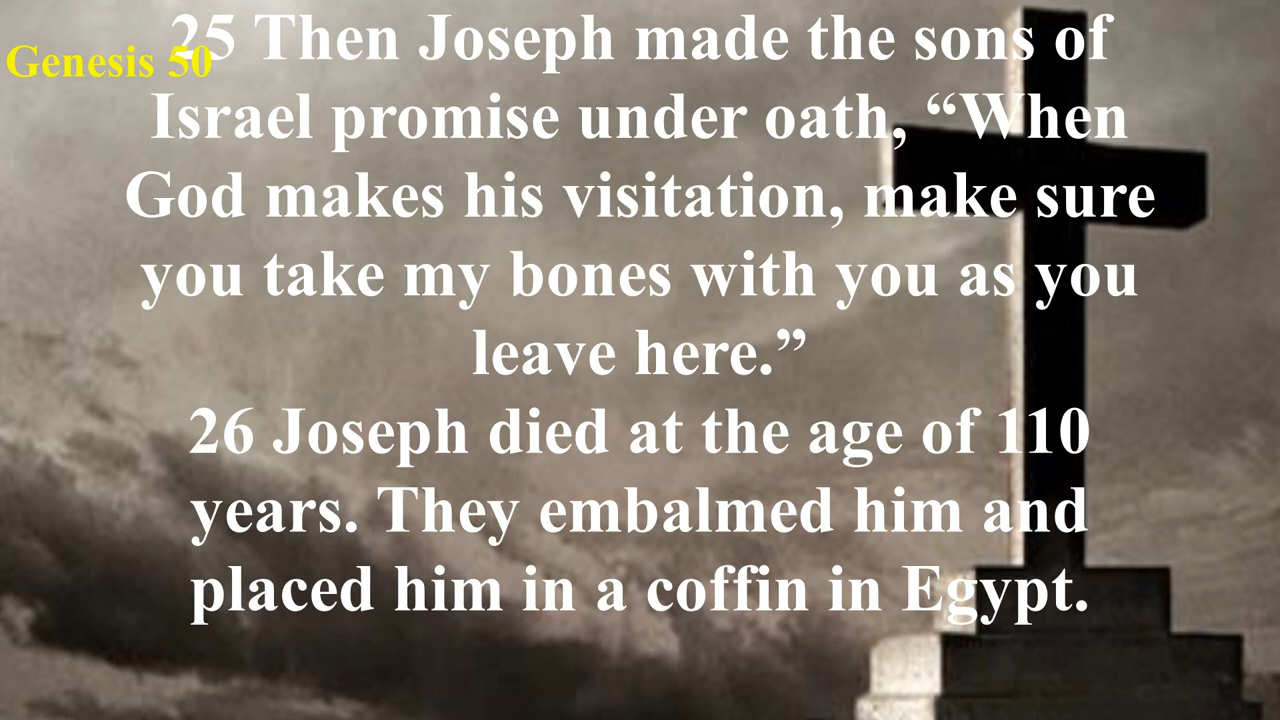 Genesis 50
25 Then Joseph made the sons of
Israel promise under oath, “When
God makes his visitation, make sure
you take my bones with you as you
leave here.”
26 Joseph died at the age of 110
years. They embalmed him and
placed him in a coffin in Egypt.